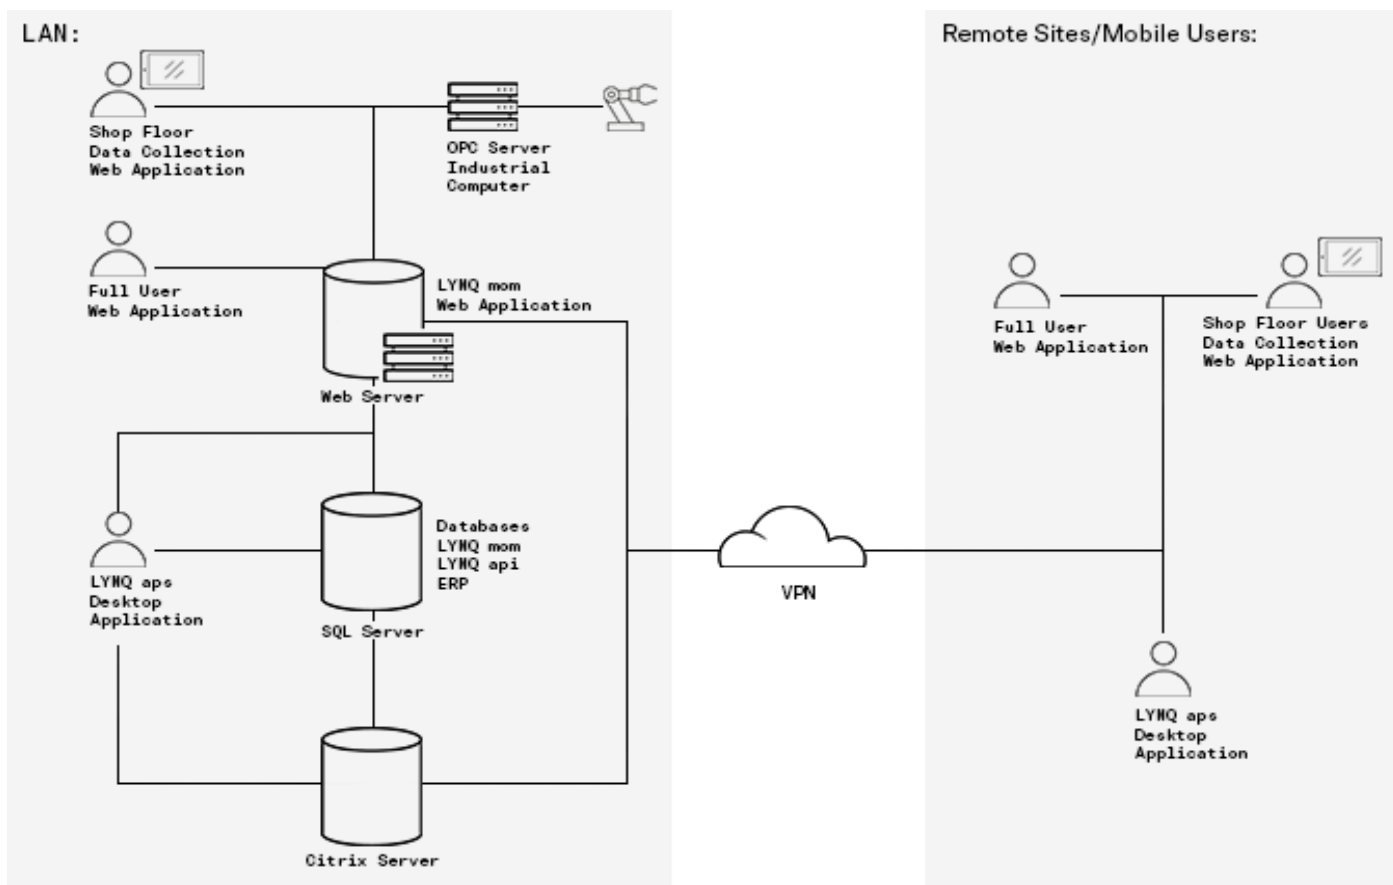 LAN:
Shop Floor
Data Collection
Web Application
OPC Server
Industrial
Computer
Full User
Web Application
LYNQ mom
Web Application
Web Server
LYNQ aps
Desktop
Application
Databases
LYNQ mom
LYNQ api
ERP
SQL Server
Citrix Server
VPN
Remote Sites/Mobile Users:
Full User
Web Application
Shop Floor Users
Data Collection
Web Application
LYNQ aps
Desktop
Application